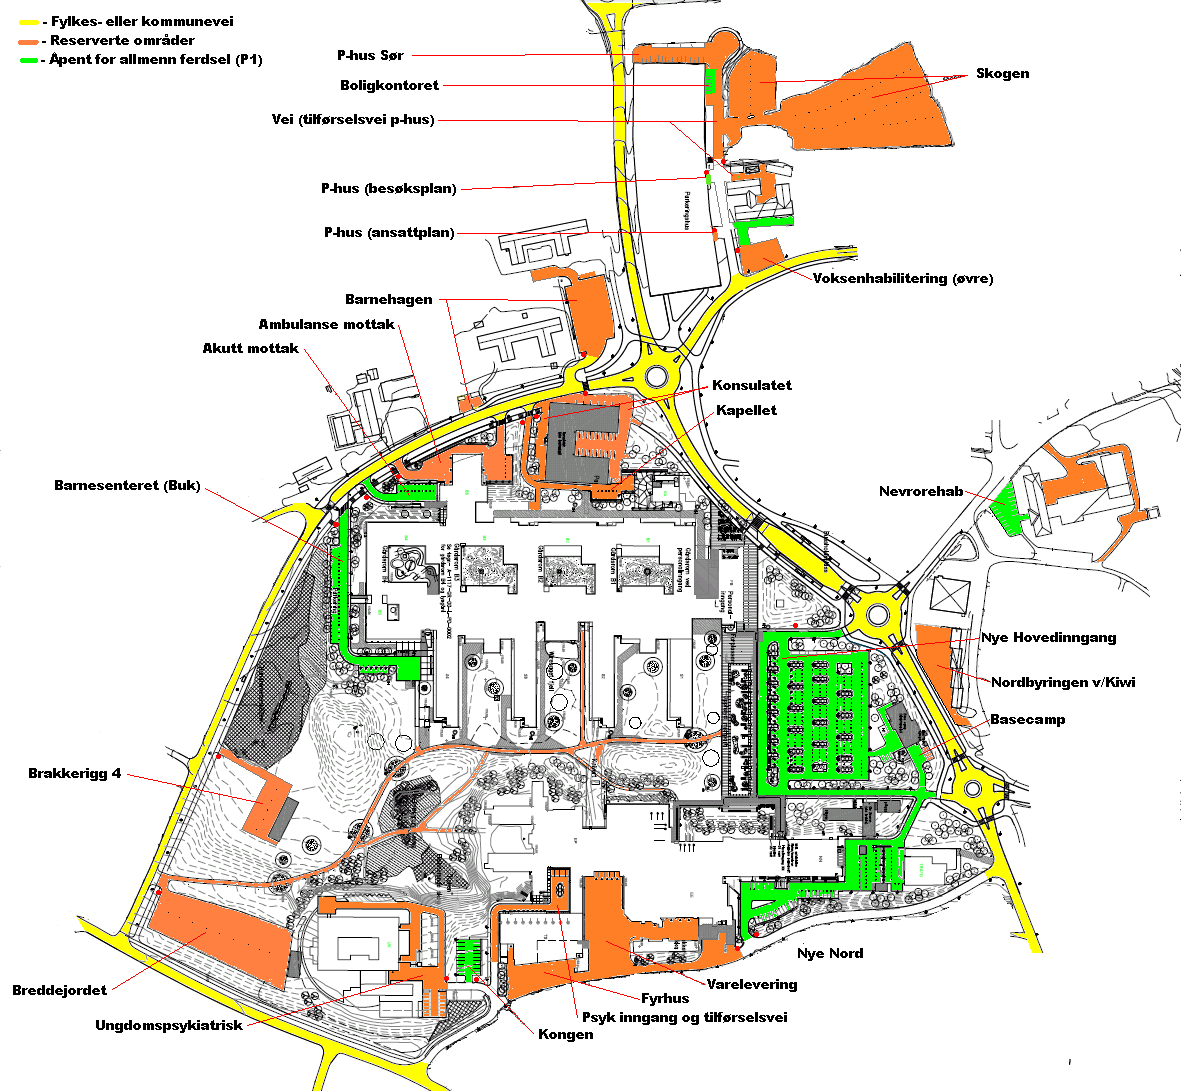 - Fylkes- eller kommunevei
- Reserverte områder
- Åpent for allmenn ferdsel (P1)
P-hus Sør
Boligkontoret
Skogen
Vei (tilførselsvei p-hus)
P-hus (besøksplan)
Parkeringshus
P-hus (ansattplan)
Voksenhabilitering (øvre)
Barnehagen
Ambulanse mottak
Akutt mottak
Konsulatet
Kapellet
Barnesenteret (Buk)
Nevrorehab
Nye Hovedinngang
Nordbyringen v/Kiwi
Basecamp
Brakkerigg 4
Breddejordet
Ungdomspsykiatrisk
Nye Nord
Varelevering
Fyrhus
Psyk inngang og tilførselsvei
Kongen